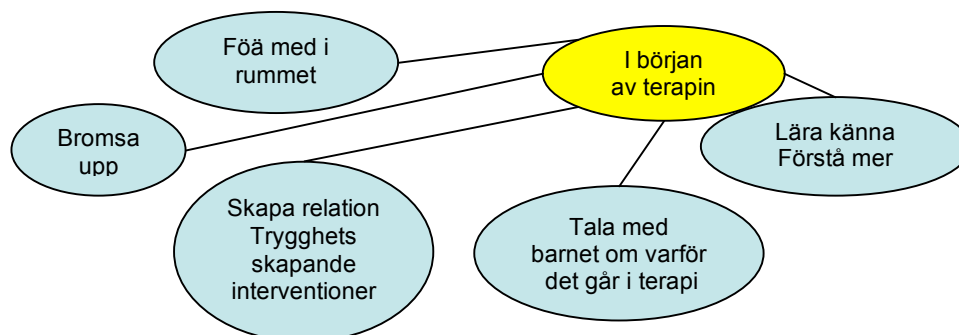 Föä med i
rummet
I början
av terapin
Bromsa
upp
Lära känna
Förstå mer
Skapa relation
Trygghets
skapande
interventioner
Tala med
barnet om varför
det går i terapi